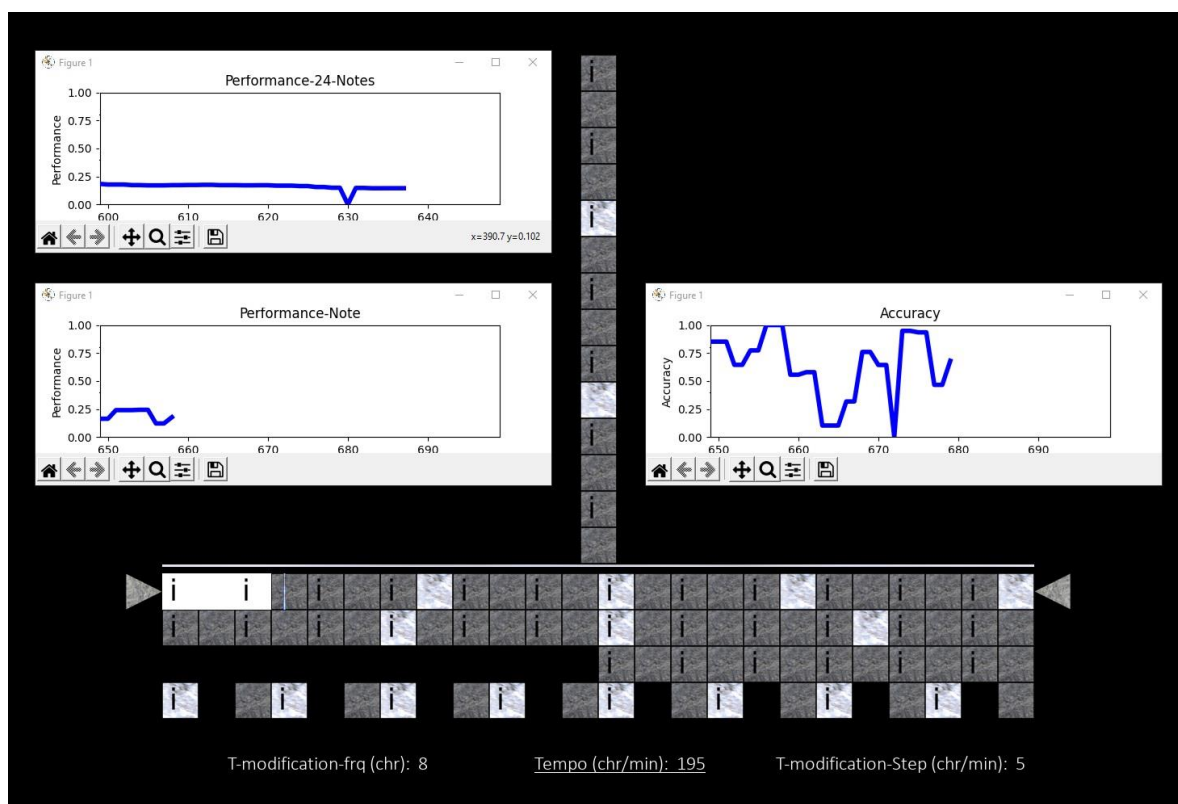 Figure 1
Performance-24-Notes
Performance
1.00
0.75
0.50
0.25
0.00
600 610 620 630 640
x=390.7 y=0.102
Figure 1
Performance-Note
Performance
1.00
0.75
0.50
0.25
0.00
650 660 670 680 690
i
i
i
i
i
i
i
Figure 1
Accuracy
Accuracy
1.00
0.75
0.50
0.25
0.00
650 660 670 680 690
i i i i i i i i i i i i
i i i i i i i i i i i i
i i i i i i
i i i i i i i i
T-modification-frq (chr): 8
Tempo (chr/min): 195
T-modification-Step (chr/min): 5